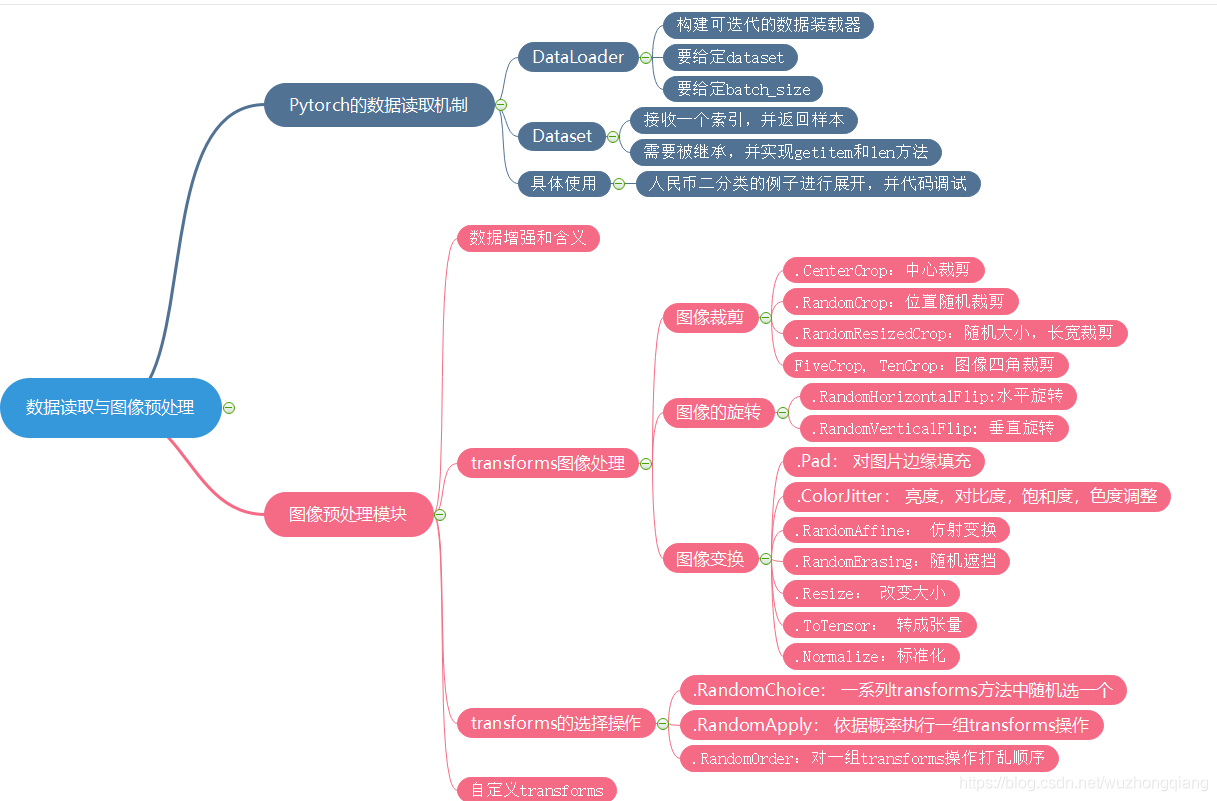 数据读取与图像预处理
Pytorch的数据读取机制
DataLoader
构建可迭代的数据装载器
要给定dataset
要给定batch_size
Dataset
接收一个索引，并返回样本
需要被继承，并实现getitem和len方法
具体使用
人民币二分类的例子进行展开，并代码调试
图像预处理模块
数据增强和含义
transforms图像处理
图像裁剪
.CenterCrop：中心裁剪
.RandomCrop：位置随机裁剪
.RandomResizedCrop：随机大小，长宽裁剪
FiveCrop, TenCrop：图像四角裁剪
图像的旋转
.RandomHorizontalFlip:水平旋转
.RandomVerticalFlip: 垂直旋转
图像变换
.Pad： 对图片边缘填充
.ColorJitter： 亮度，对比度，饱和度，色度调整
.RandomAffine： 仿射变换
.RandomErasing：随机遮挡
.Resize： 改变大小
.ToTensor： 转成张量
.Normalize：标准化
transforms的选择操作
.RandomChoice： 一系列transforms方法中随机选一个
.RandomApply： 依据概率执行一组transforms操作
.RandomOrder：对一组transforms操作打乱顺序
自定义transforms
https://blog.csdn.net/wuzhongqiang